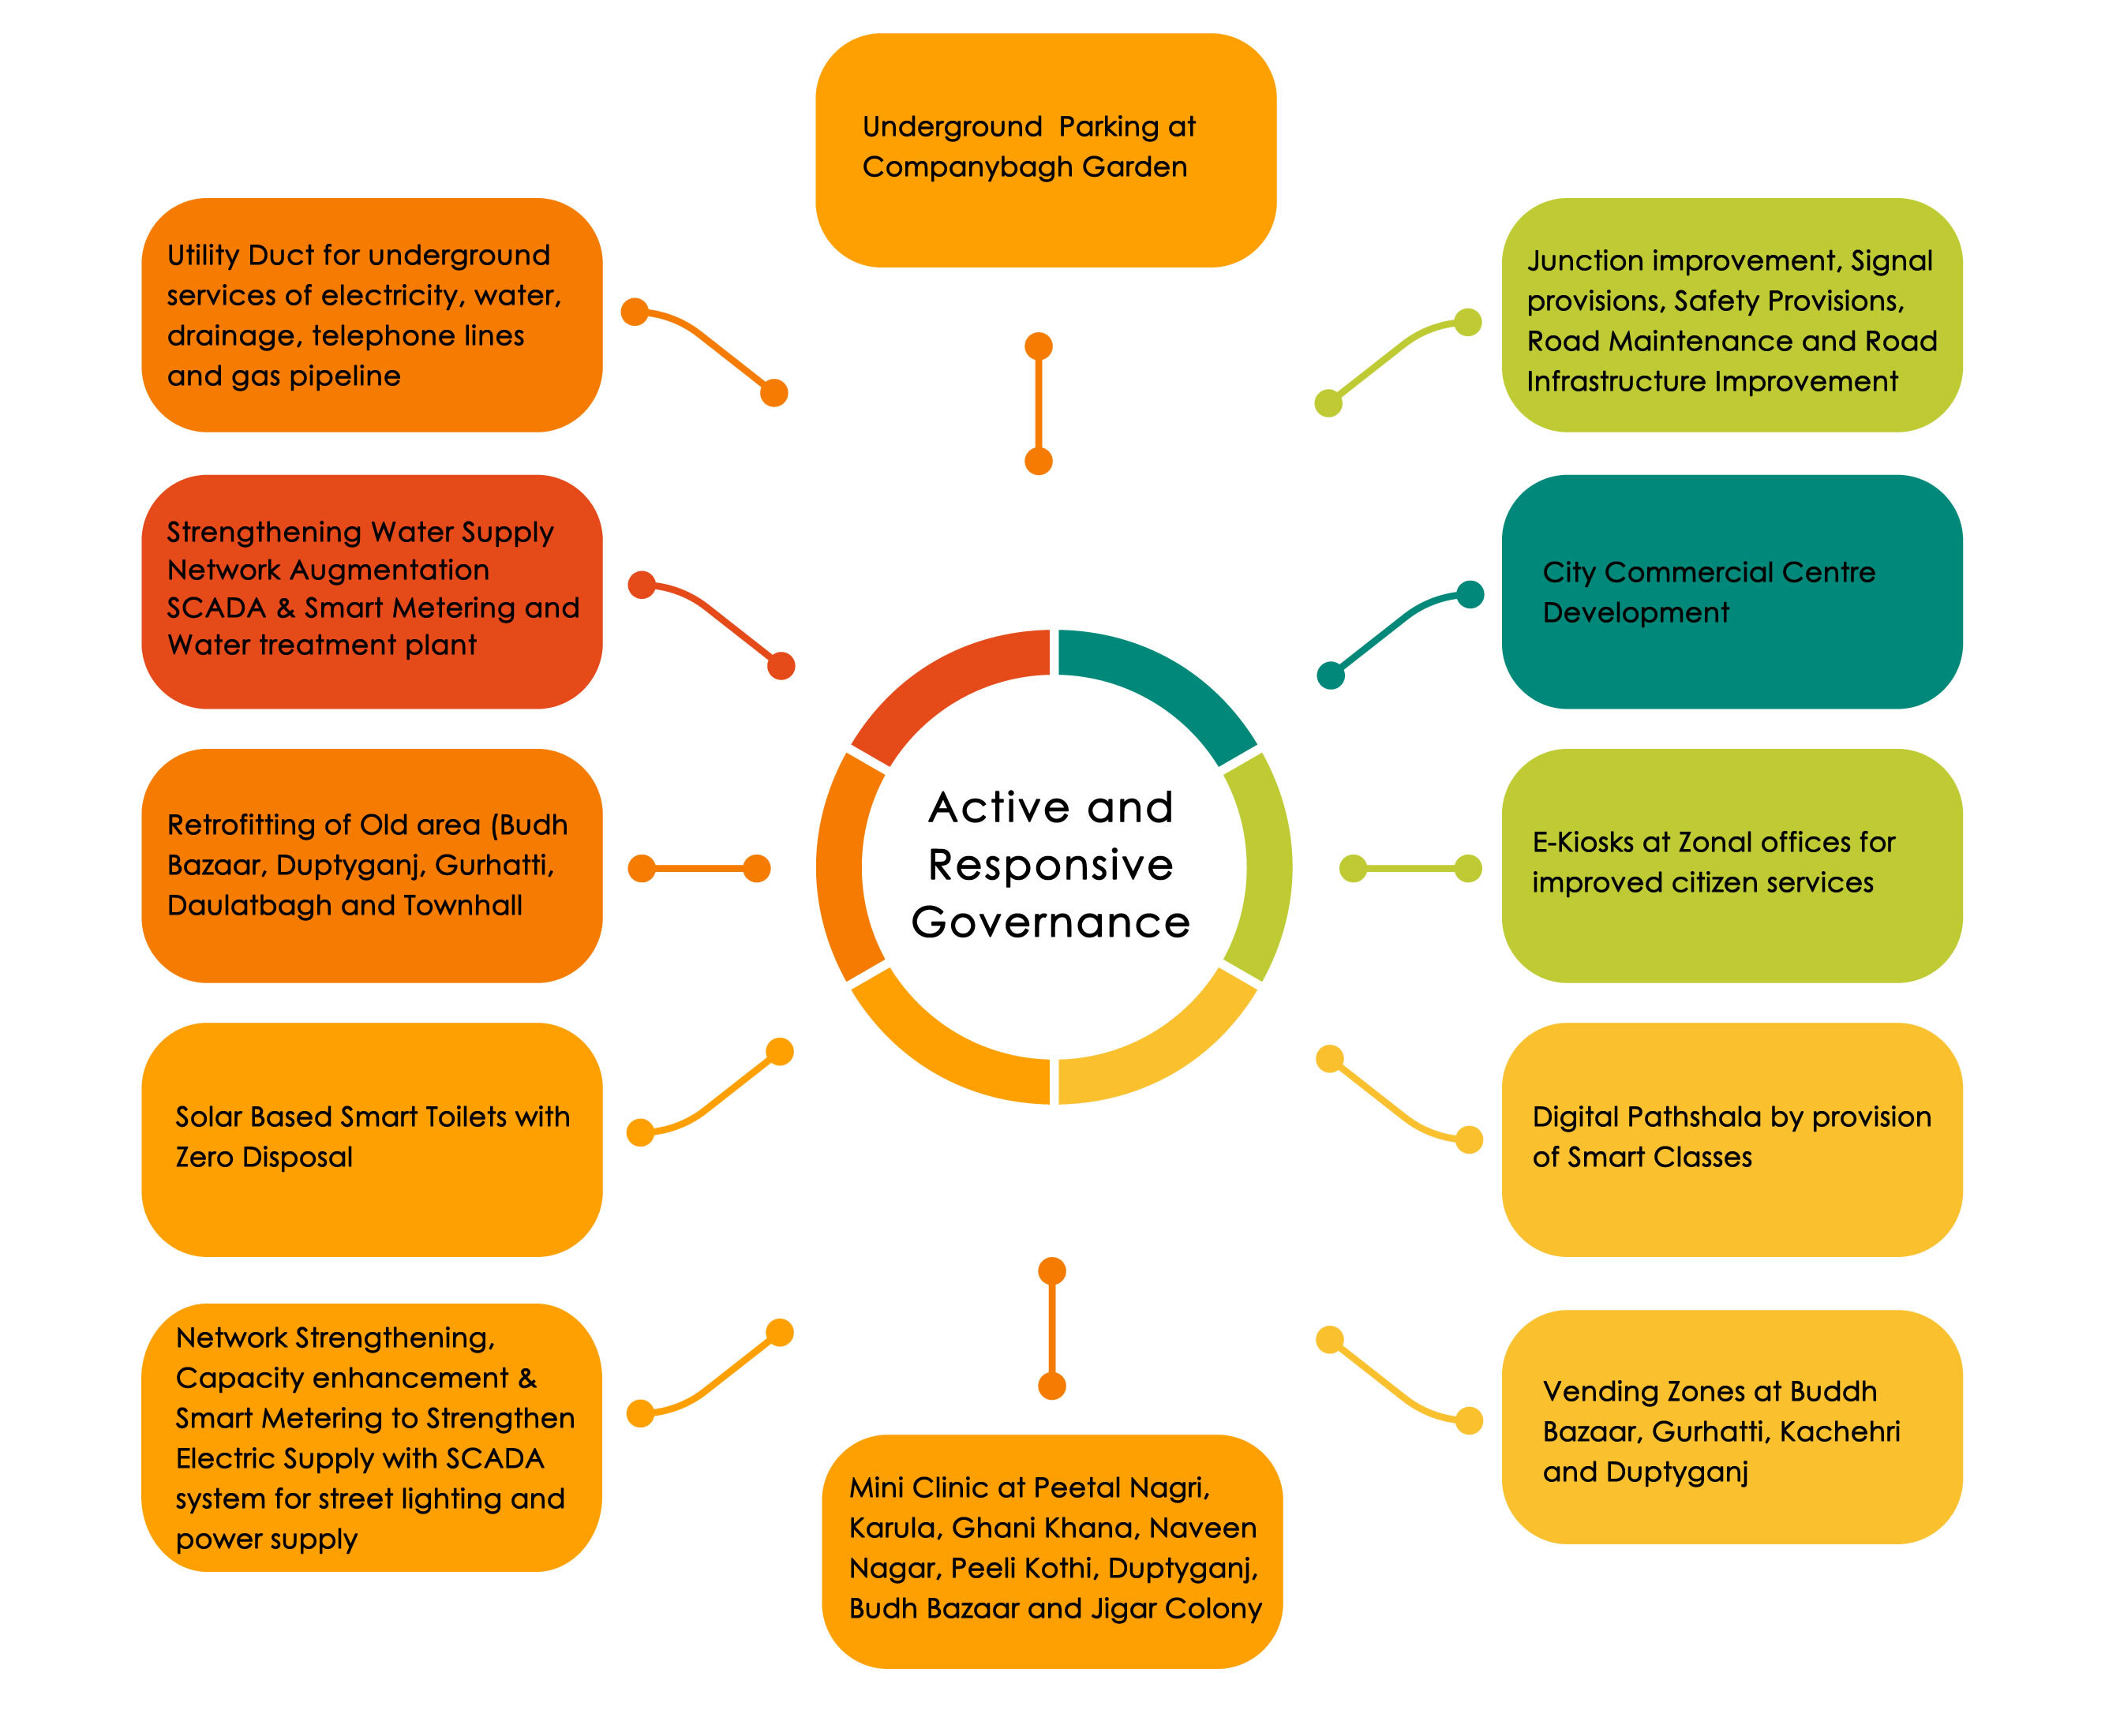 Underground  Parking at
Companybagh Garden
Utility Duct for underground
services of electricity, water,
drainage, telephone lines
and gas pipeline
Junction improvement, Signal
provisions, Safety Provisions,
Road Maintenance and Road
Infrastructure Improvement
Strengthening Water Supply
Network Augmentation
SCADA & Smart Metering and
Water treatment plant
City Commercial Centre
Development
Retrofitting of Old area (Budh
Bazaar, Duptyganj, Gurhatti,
Daulatbagh and Townhall
Active and
Responsive
Governance
E-Kiosks at Zonal offices for
improved citizen services
Solar Based Smart Toilets with
Zero Disposal
Digital Pathshala by provision
of Smart Classes
Network Strengthening,
Capacity enhancement &
Smart Metering to Strengthen
Electric Supply with SCADA
system for street lighting and
power supply
Mini Clinic at Peetal Nagri,
Karula, Ghani Khana, Naveen
Nagar, Peeli Kothi, Duptyganj,
Budh Bazaar and Jigar Colony
Vending Zones at Buddh
Bazaar, Gurhatti, Kachehri
and Duptyganj